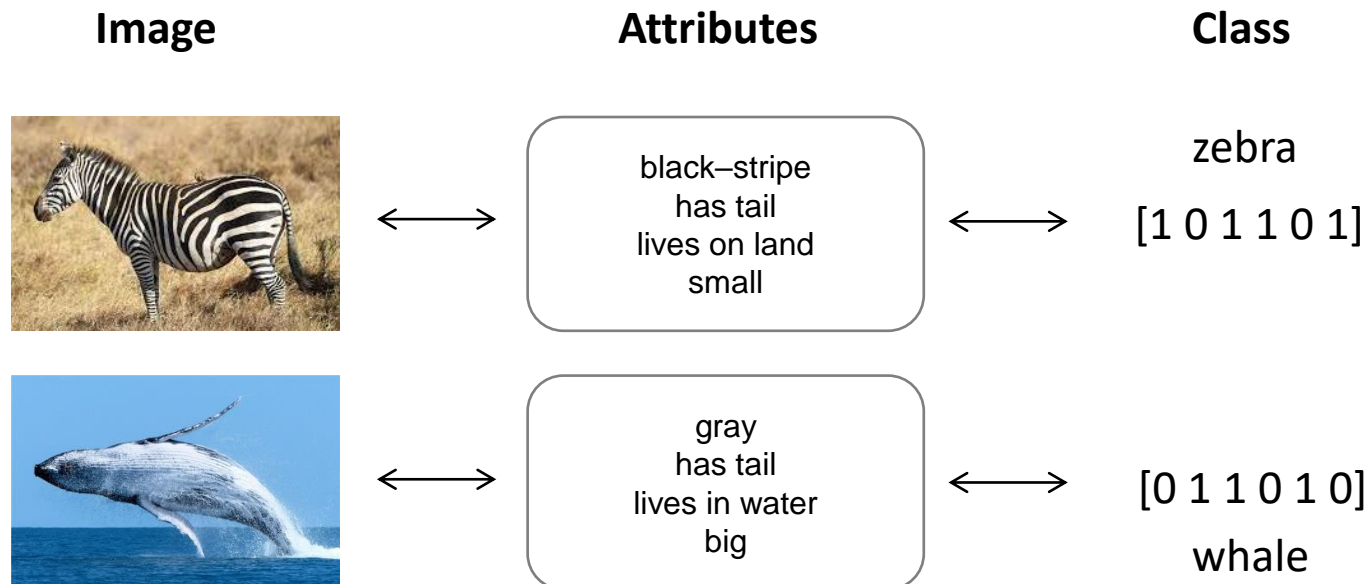 Image
Attributes
Class
black–stripe
has tail
lives on land
small
zebra
[1 0 1 1 0 1]
gray
has tail
lives in water
big
[0 1 1 0 1 0]
whale